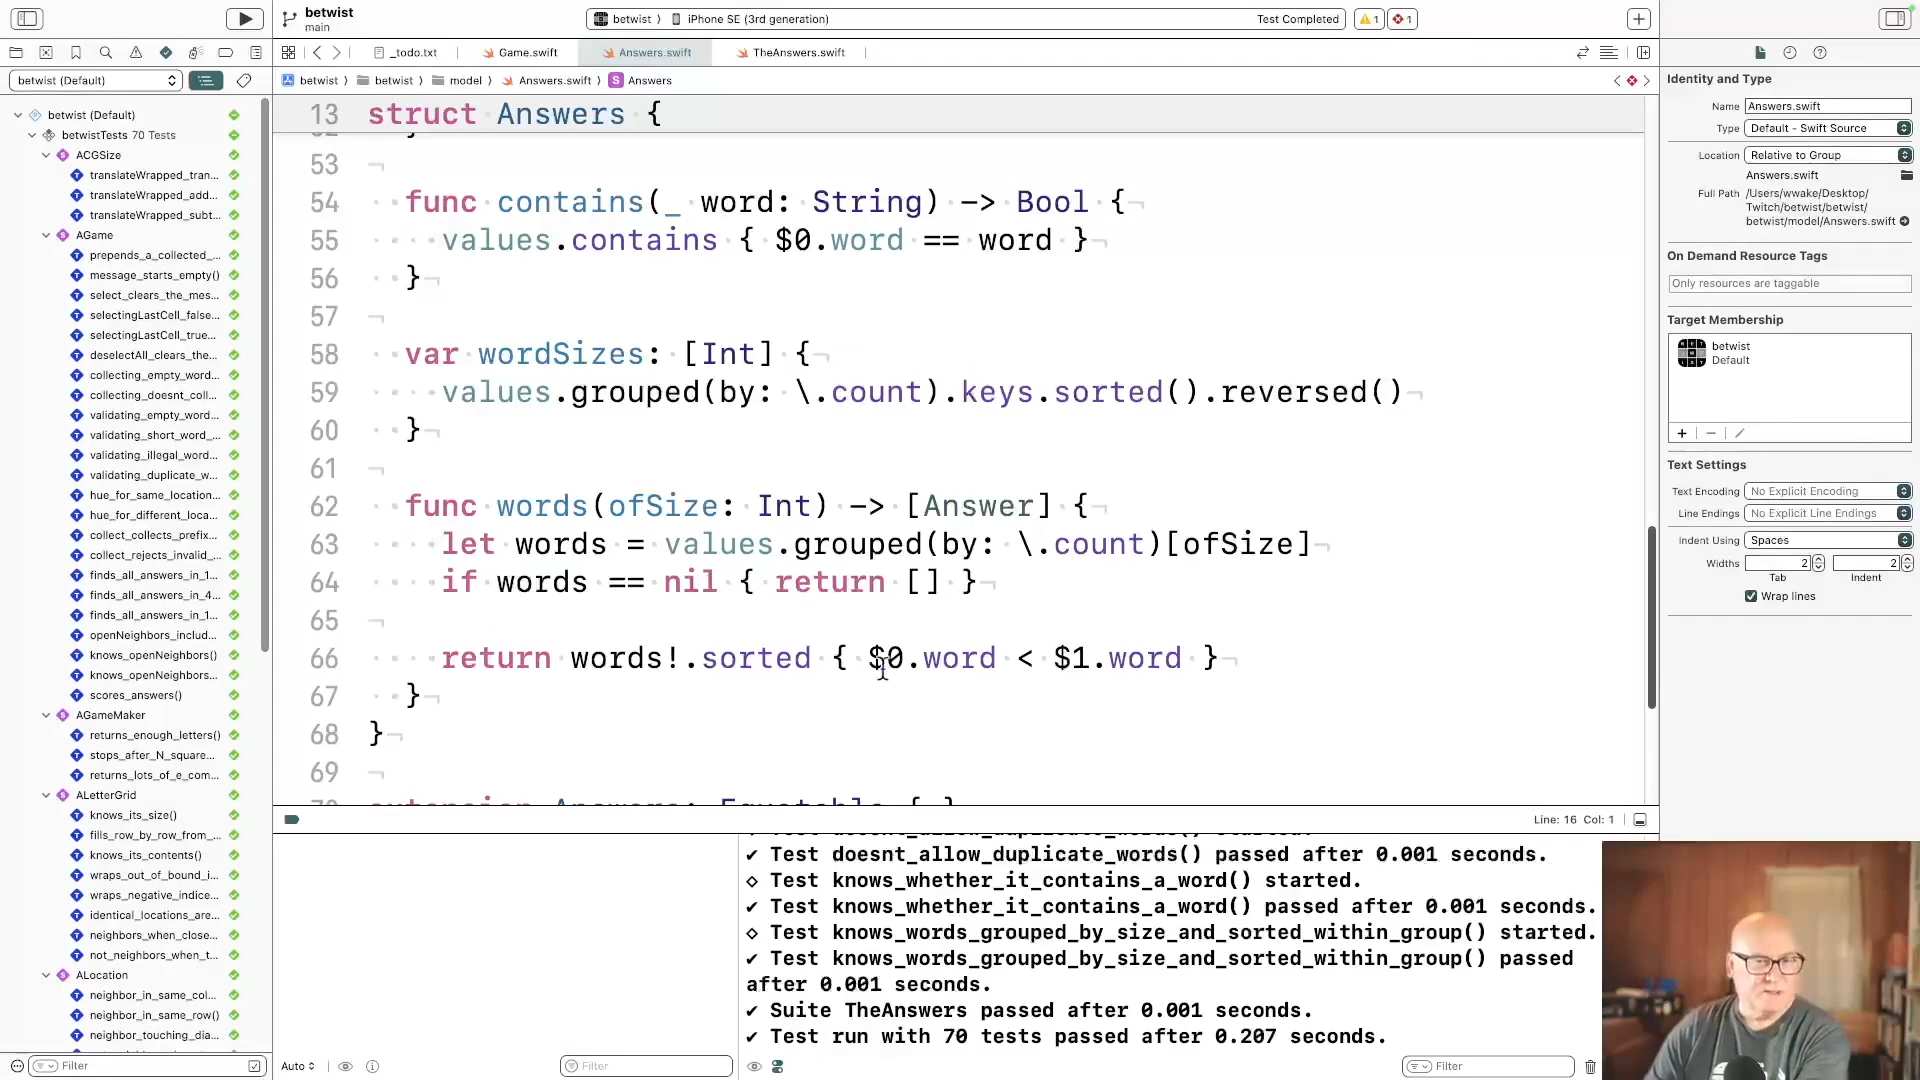 betwist
main
betwist
iPhone SE (3rd generation)
Test Completed
1
1
_todo.txt
Game.swift
Answers.swift
TheAnswers.swift
betwist (Default)
betwist
betwist
model
Answers.swift
S Answers
betwist (Default)
betwistTests 70 Tests
ACGSize
translateWrapped_tran...
translateWrapped_add...
translateWrapped_subt...
AGame
prepends_a_collected_...
message_starts_empty()
select_clears_the_mes...
selectingLastCell_false...
selectingLastCell_true...
deselectAll_clears_the...
collecting_empty_word...
collecting_doesnt_coll...
validating_empty_word...
validating_short_word_...
validating_illegal_word...
validating_duplicate_w...
hue_for_same_location...
hue_for_different_loca...
collect_collects_prefix...
collect_rejects_invalid_...
finds_all_answers_in_1...
finds_all_answers_in_4...
finds_all_answers_in_1...
openNeighbors_includ...
knows_openNeighbors()
knows_openNeighbors...
scores_answers()
AGameMaker
returns_enough_letters()
stops_after_N_square...
returns_lots_of_e_com...
ALetterGrid
knows_its_size()
fills_row_by_row_from_...
knows_its_contents()
wraps_out_of_bound_i...
wraps_negative_indice...
identical_locations_are...
neighbors_when_close...
not_neighbors_when_t...
ALocation
neighbor_in_same_col...
neighbor_in_same_row()
neighbor_touching_dia...
Filter
13 struct Answers {
53
54 func contains(_ word: String) -> Bool {
55 values.contains { $0.word == word }
56 }
57
58 var wordSizes: [Int] {
59 values.grouped(by: \.count).keys.sorted().reversed()
60 }
61
62 func words(ofSize: Int) -> [Answer] {
63 let words = values.grouped(by: \.count)[ofSize]
64 if words == nil { return [] }
65
66 return words!.sorted { $0.word < $1.word }
67 }
68 }
69
extension Answers: Equatable { }
Line: 16 Col: 1
✔ Test doesnt_allow_duplicate_words() passed after 0.001 seconds.
◇ Test knows_whether_it_contains_a_word() started.
✔ Test knows_whether_it_contains_a_word() passed after 0.001 seconds.
◇ Test knows_words_grouped_by_size_and_sorted_within_group() started.
✔ Test knows_words_grouped_by_size_and_sorted_within_group() passed
after 0.001 seconds.
✔ Suite TheAnswers passed after 0.001 seconds.
✔ Test run with 70 tests passed after 0.207 seconds.
Auto
Filter
Filter
Identity and Type
Name Answers.swift
Type Default - Swift Source
Location Relative to Group
Answers.swift
Full Path /Users/wwake/Desktop/
Twitch/betwist/betwist/
betwist/model/Answers.swift
On Demand Resource Tags
Only resources are taggable
Target Membership
betwist
Default
Text Settings
Text Encoding No Explicit Encoding
Line Endings No Explicit Line Endings
Indent Using Spaces
Widths 2 2
Tab Indent
Wrap lines